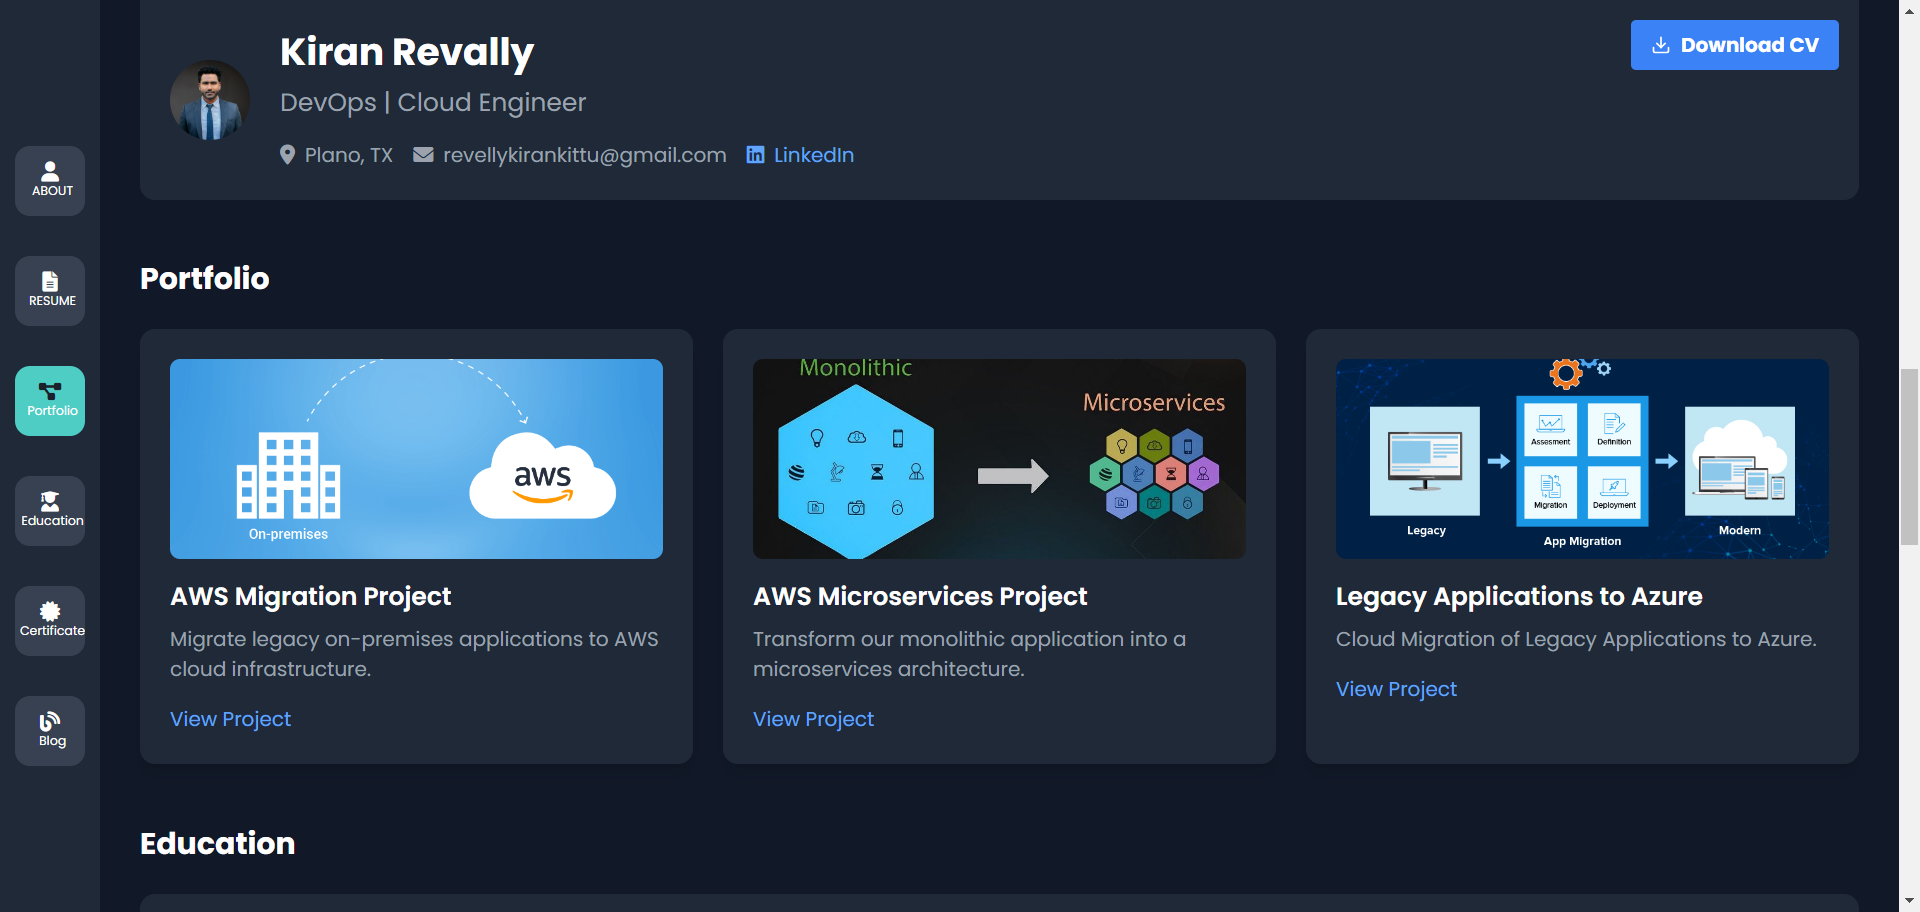 Kiran Revally
Download CV
DevOps | Cloud Engineer
Plano, TX revellykirankittu@gmail.com LinkedIn
ABOUT
RESUME
Portfolio
Education
Certificate
Blog
Portfolio
On-premises
aws
AWS Migration Project
Migrate legacy on-premises applications to AWS
cloud infrastructure.
View Project
Monolithic
Microservices
AWS Microservices Project
Transform our monolithic application into a
microservices architecture.
View Project
Legacy
Assesment
Definition
Migration
Deployment
App Migration
Modern
Legacy Applications to Azure
Cloud Migration of Legacy Applications to Azure.
View Project
Education